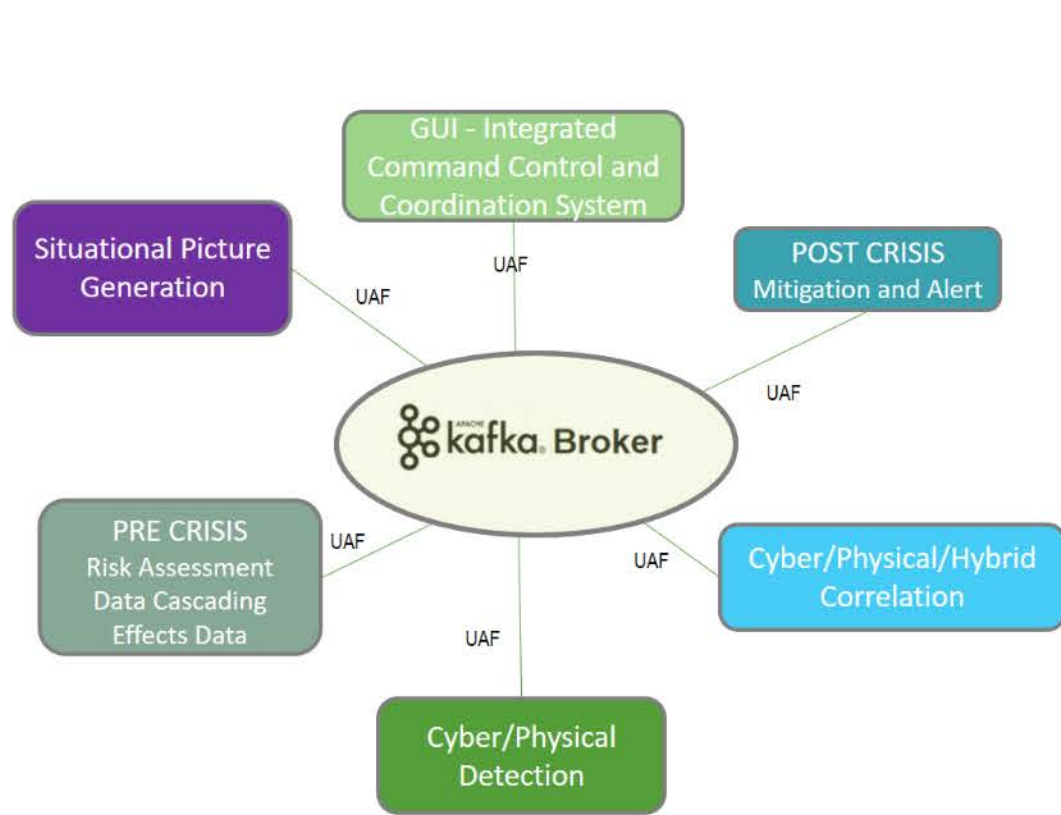 GUI - Integrated
Command Control and
Coordination System
Situational Picture
Generation
POST CRISIS
Mitigation and Alert
UAF
UAF
UAF
APACHE
kafka® Broker
PRE CRISIS
Risk Assessment
Data Cascading
Effects Data
UAF
UAF
Cyber/Physical/Hybrid
Correlation
UAF
Cyber/Physical
Detection